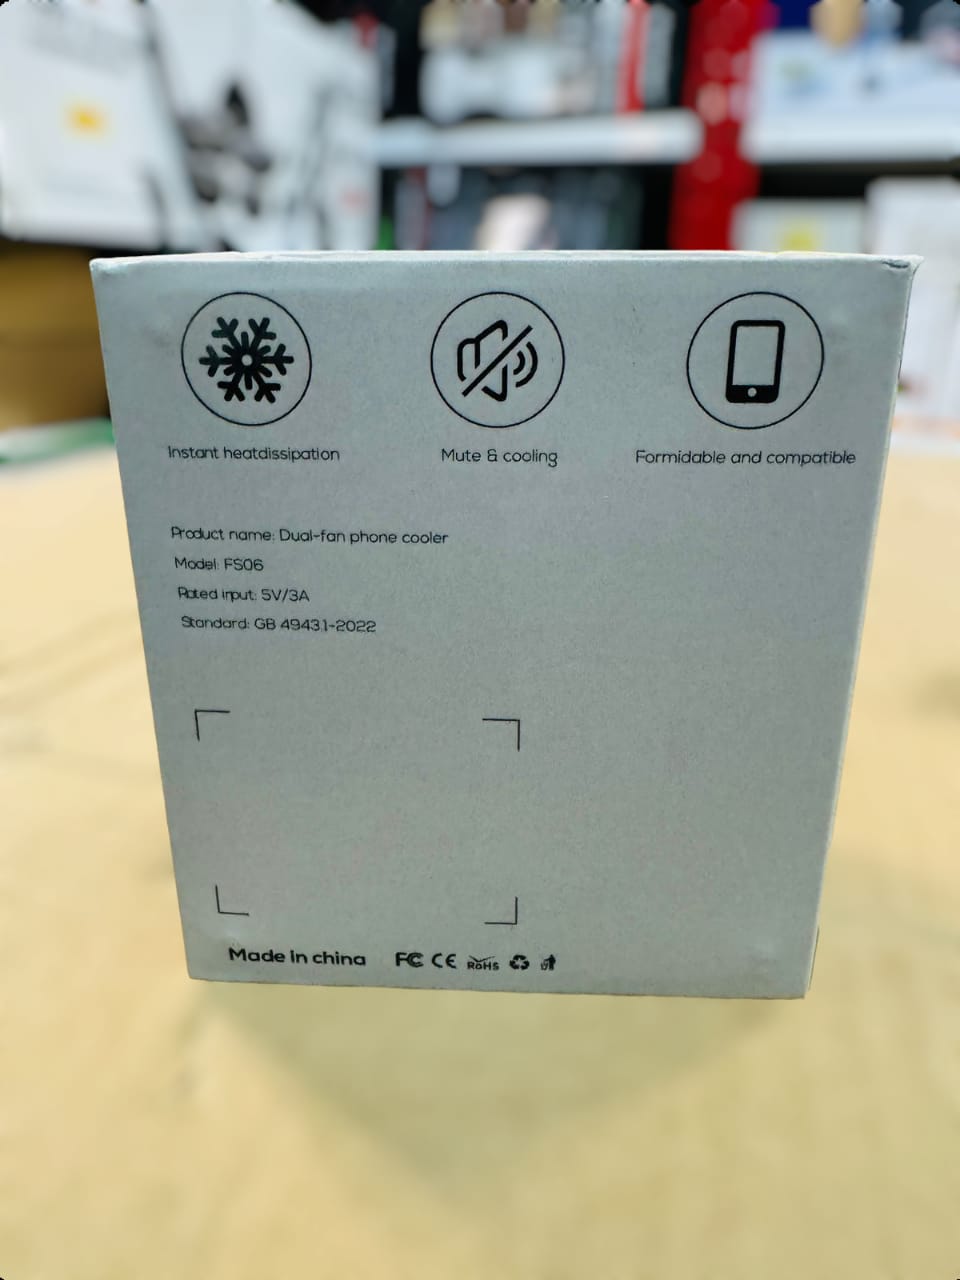 Instant heatdissipation
Mute & cooling
Formidable and compatible
Product name: Dual-fan phone cooler
Model: FS06
Rated input: 5V/3A
Standard: GB 4943.1-2022
Made in china FC CE RoHS